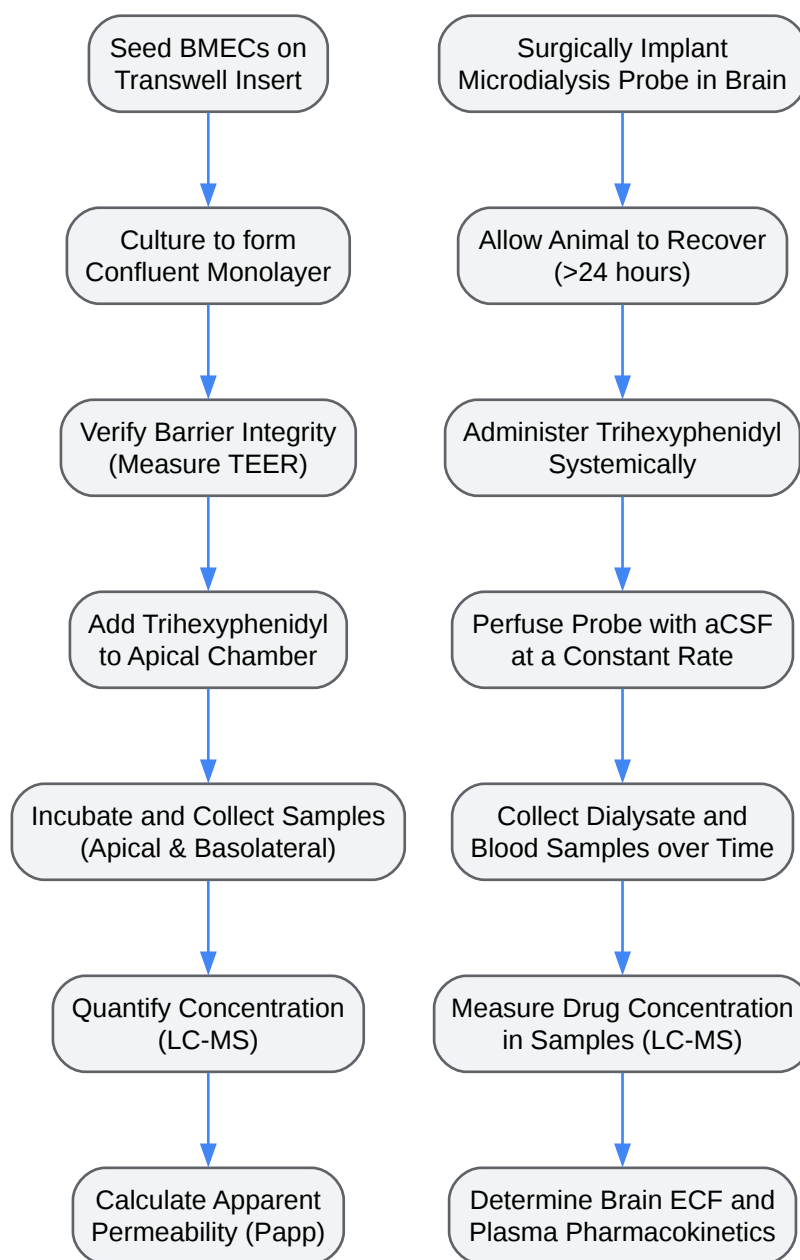 Seed BMECs on
Transwell Insert
Culture to form
Confluent Monolayer
Verify Barrier Integrity
(Measure TEER)
Add Trihexyphenidyl
to Apical Chamber
Incubate and Collect Samples
(Apical & Basolateral)
Quantify Concentration
(LC-MS)
Calculate Apparent
Permeability (Papp)
Surgically Implant
Microdialysis Probe in Brain
Allow Animal to Recover
(>24 hours)
Administer Trihexyphenidyl
Systemically
Perfuse Probe with aCSF
at a Constant Rate
Collect Dialysate and
Blood Samples over Time
Measure Drug Concentration
in Samples (LC-MS)
Determine Brain ECF and
Plasma Pharmacokinetics